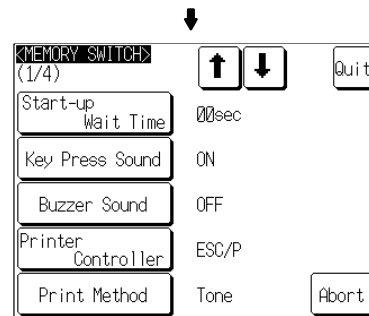 <MEMORY SWITCH>
(1/4)
Quit
Start-up
Wait Time
00sec
Key Press Sound
ON
Buzzer Sound
OFF
Printer
Controller
ESC/P
Print Method
Tone
Abort